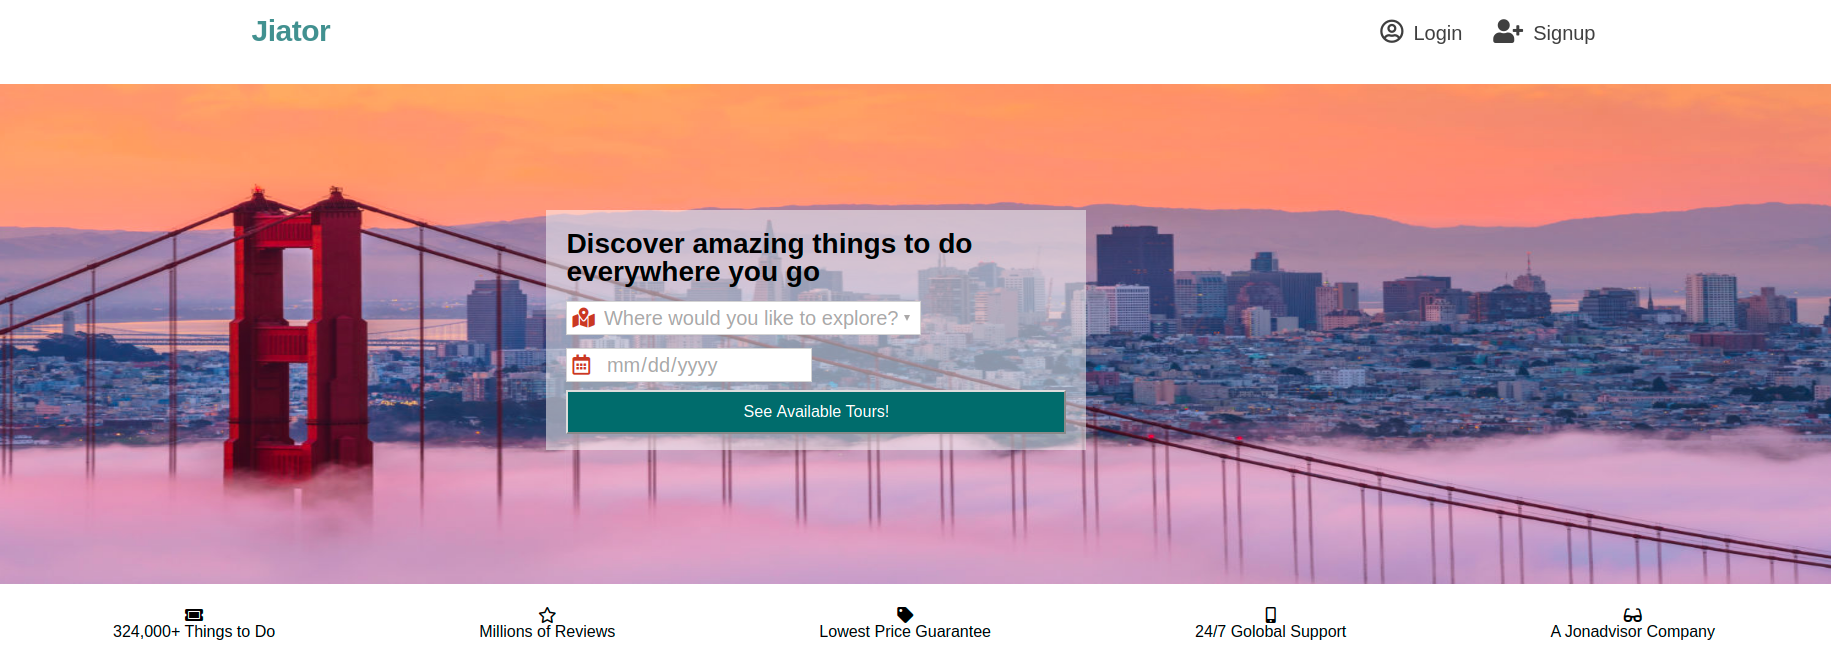 Jiator
Login
Signup
Discover amazing things to do
everywhere you go
Where would you like to explore?
mm/dd/yyyy
See Available Tours!
324,000+ Things to Do
Millions of Reviews
Lowest Price Guarantee
24/7 Golobal Support
A Jonadvisor Company